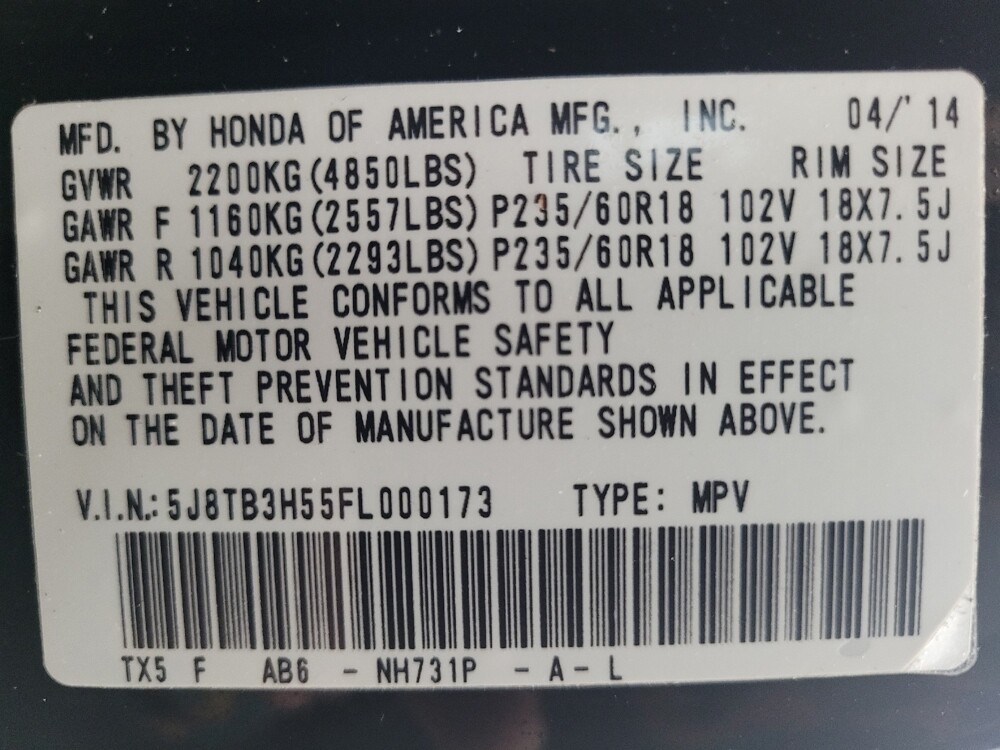 MFD. BY HONDA OF AMERICA MFG., INC. 04/'14
GVWR 2200KG(4850LBS) TIRE SIZE RIM SIZE
GAWR F 1160KG(2557LBS) P235/60R18 102V 18X7.5J
GAWR R 1040KG(2293LBS) P235/60R18 102V 18X7.5J
THIS VEHICLE CONFORMS TO ALL APPLICABLE
FEDERAL MOTOR VEHICLE SAFETY
AND THEFT PREVENTION STANDARDS IN EFFECT
ON THE DATE OF MANUFACTURE SHOWN ABOVE.
V.I.N.: 5J8TB3H55FL000173 TYPE: MPV
TX5 F AB6 - NH731P - A - L